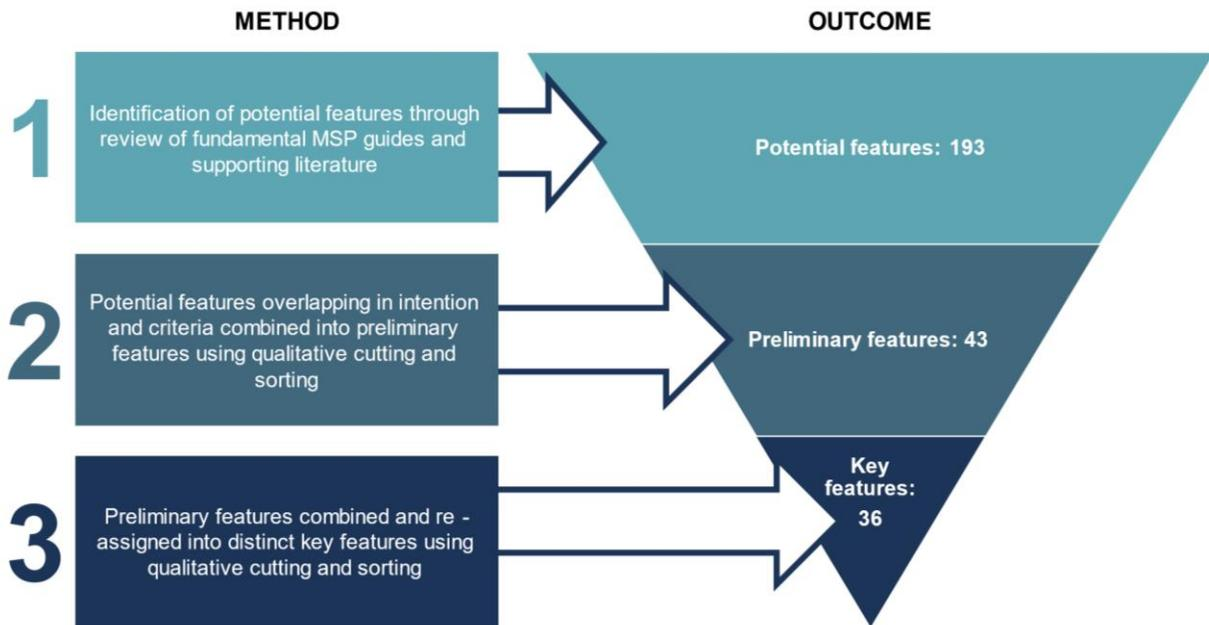 METHOD
OUTCOME
1
Identification of potential features through
review of fundamental MSP guides and
supporting literature
Potential features: 193
2
Potential features overlapping in intention
and criteria combined into preliminary
features using qualitative cutting and
sorting
Preliminary features: 43
3
Preliminary features combined and re -
assigned into distinct key features using
qualitative cutting and sorting
Key
features:
36